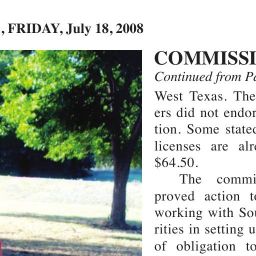 , FRIDAY, July 18, 2008
COMMISSI
Continued from Pa
West Texas. The
ers did not endor
tion. Some stated
licenses are alre
$64.50.
The commi
proved action to
working with Sou
rities in setting u
of obligation to